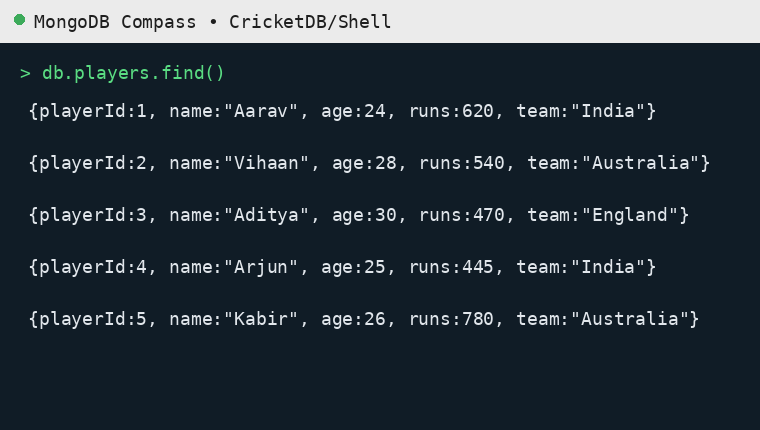 MongoDB Compass • CricketDB/Shell
> db.players.find()
{playerId:1, name:"Aarav", age:24, runs:620, team:"India"}
{playerId:2, name:"Vihaan", age:28, runs:540, team:"Australia"}
{playerId:3, name:"Aditya", age:30, runs:470, team:"England"}
{playerId:4, name:"Arjun", age:25, runs:445, team:"India"}
{playerId:5, name:"Kabir", age:26, runs:780, team:"Australia"}